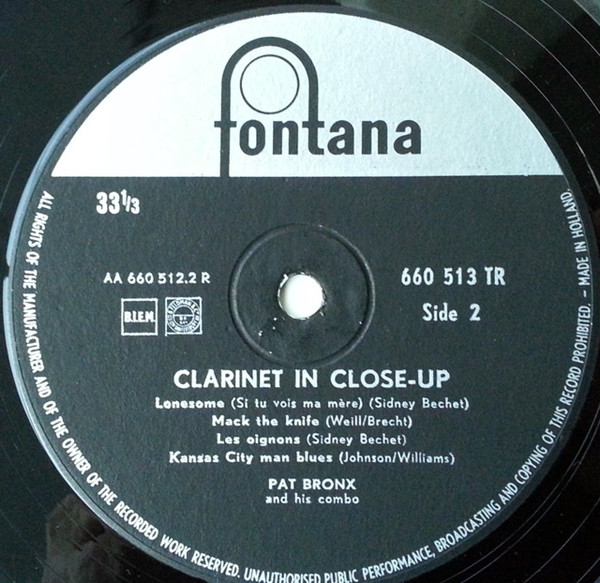 fontana
33⅓
AA 660 512.2 R
660 513 TR
B.I.E.M.
Side 2
CLARINET IN CLOSE-UP
Lonesome (Si tu vois ma mère) (Sidney Bechet)
Mack the knife (Weill/Brecht)
Les oignons (Sidney Bechet)
Kansas City man blues (Johnson/Williams)
PAT BRONX
and his combo
ALL RIGHTS OF THE MANUFACTURER AND OF THE OWNER OF THE RECORDED WORK RESERVED. UNAUTHORISED PUBLIC PERFORMANCE, BROADCASTING AND COPYING OF THIS RECORD PROHIBITED. – MADE IN HOLLAND.